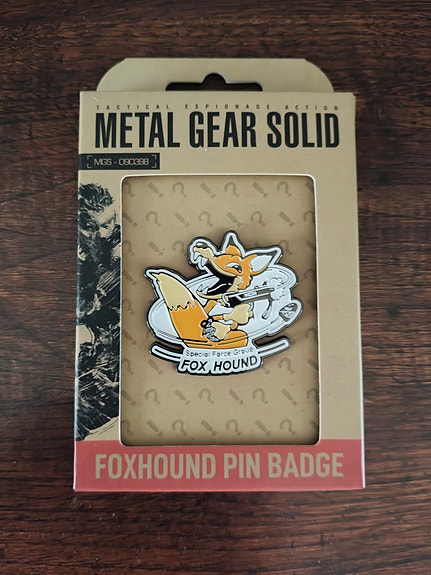 TACTICAL ESPIONAGE ACTION
METAL GEAR SOLID
MGS - 090398
Special Force Group
FOX HOUND
FOXHOUND PIN BADGE